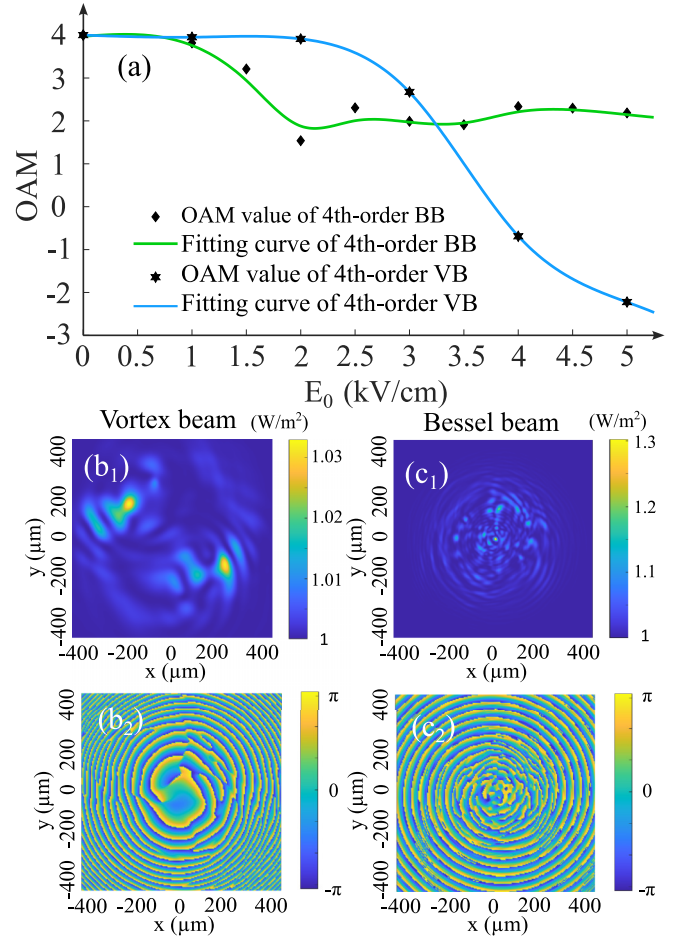 4
3
2
1
0
-1
-2
-3
OAM
(a)
OAM value of 4th-order BB
Fitting curve of 4th-order BB
OAM value of 4th-order VB
Fitting curve of 4th-order VB
0 0.5 1 1.5 2 2.5 3 3.5 4 4.5 5
E₀ (kV/cm)
Vortex beam (W/m²) Bessel beam (W/m²)
(b₁)
400
200
0
-200
-400
y (μm)
-400 -200 0 200 400
x (μm)
1.03
1.02
1.01
1
(c₁)
400
200
0
-200
-400
y (μm)
-400 -200 0 200 400
x (μm)
1.3
1.2
1.1
1
(b₂)
400
200
0
-200
-400
y (μm)
-400 -200 0 200 400
x (μm)
π
0
-π
(c₂)
400
200
0
-200
-400
y (μm)
-400 -200 0 200 400
x (μm)
π
0
-π